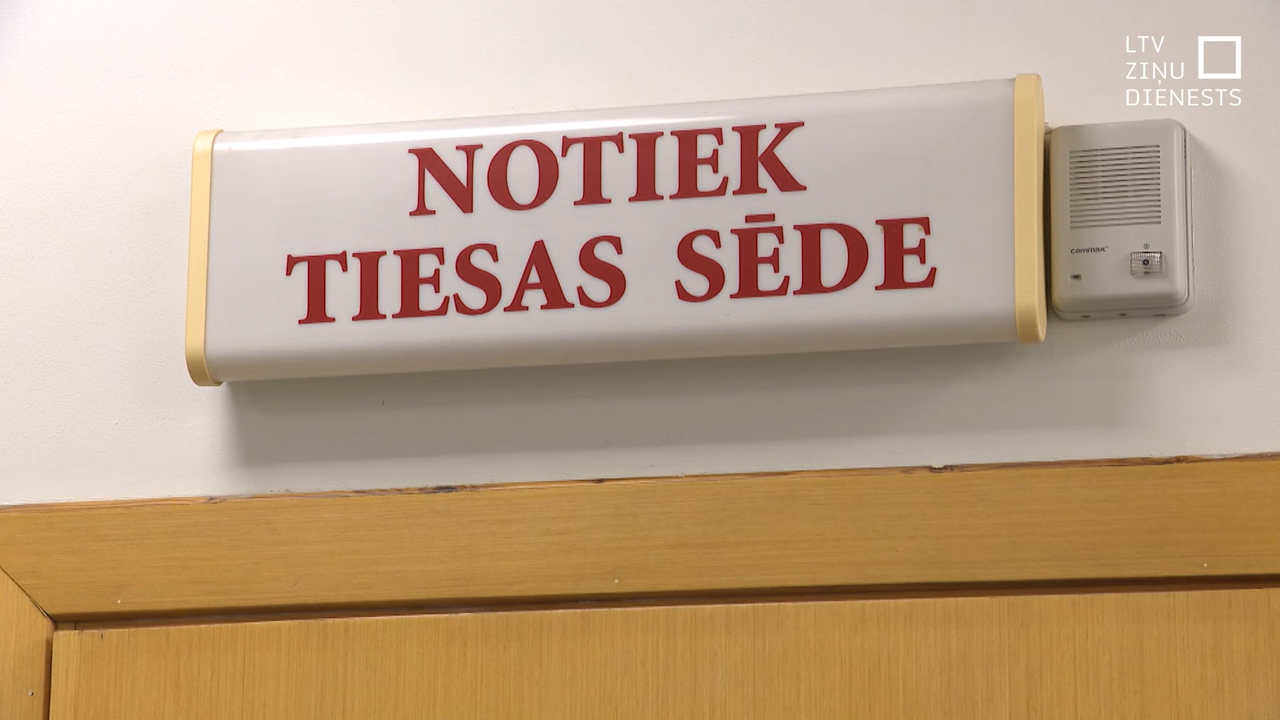 NOTIEK
TIESAS SĒDE
LTV
ZIŅU
DIENESTS
commax